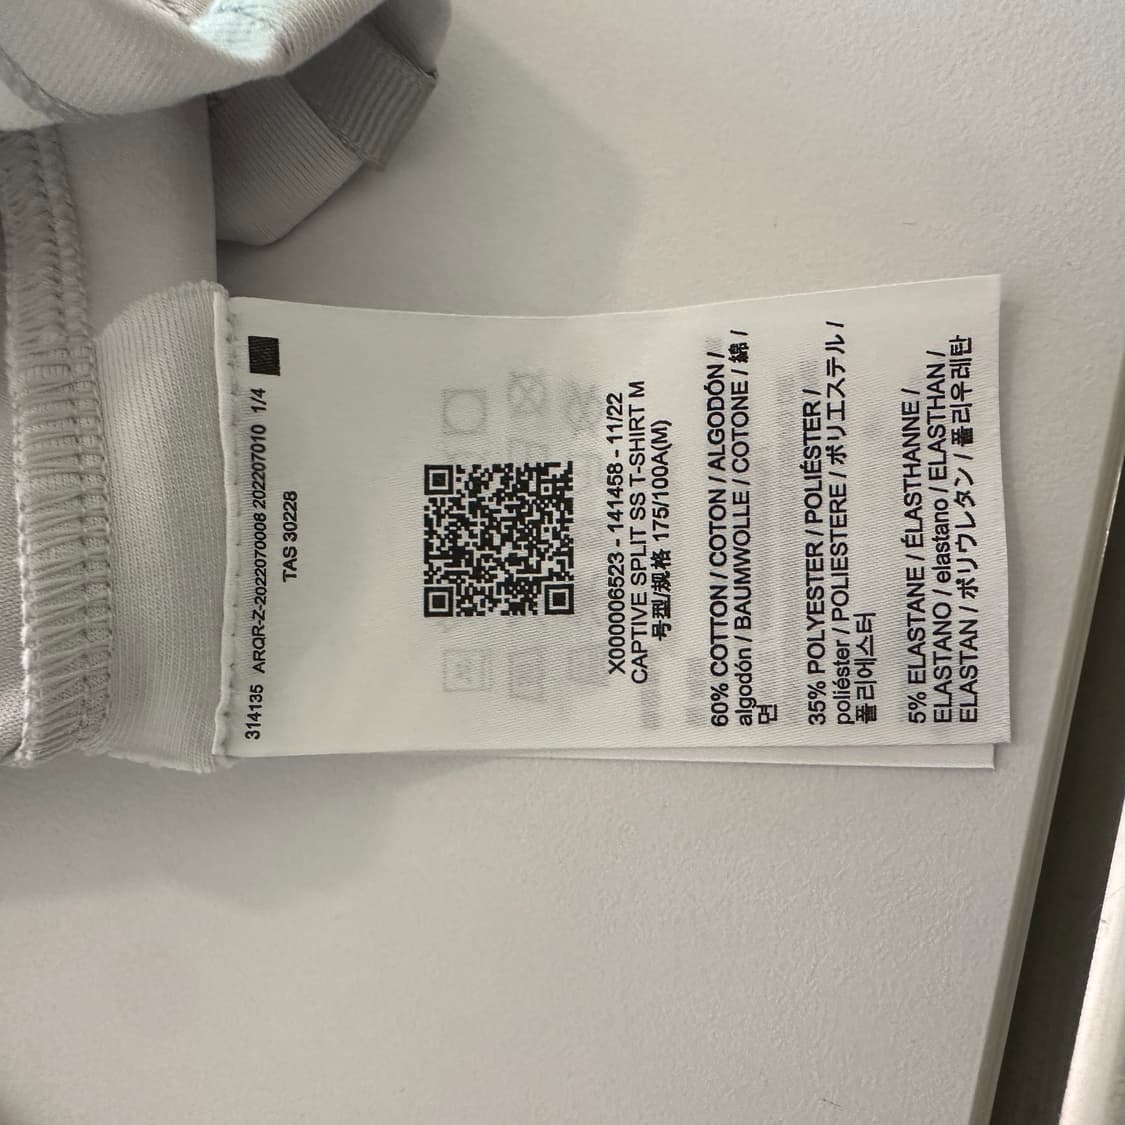 314135 ARQR-Z-2022070006 202207010 1/4
TAS 30228
X000006523 - 141458 - 11/22
CAPTIVE SPLIT SS T-SHIRT M
号型/规格 175/100A(M)
60% COTTON / COTON / ALGODÓN /
algodón / BAUMWOLLE / COTONE / 綿 /
면
35% POLYESTER / POLYESTER / POLIÉSTER /
poliéster / POLIESTERE / ポリエステル /
폴리에스터
5% ELASTANE / ÉLASTHANNE /
ELASTANO / elastano / ELASTHAN /
ELASTAN / ポリウレタン / 폴리우레탄